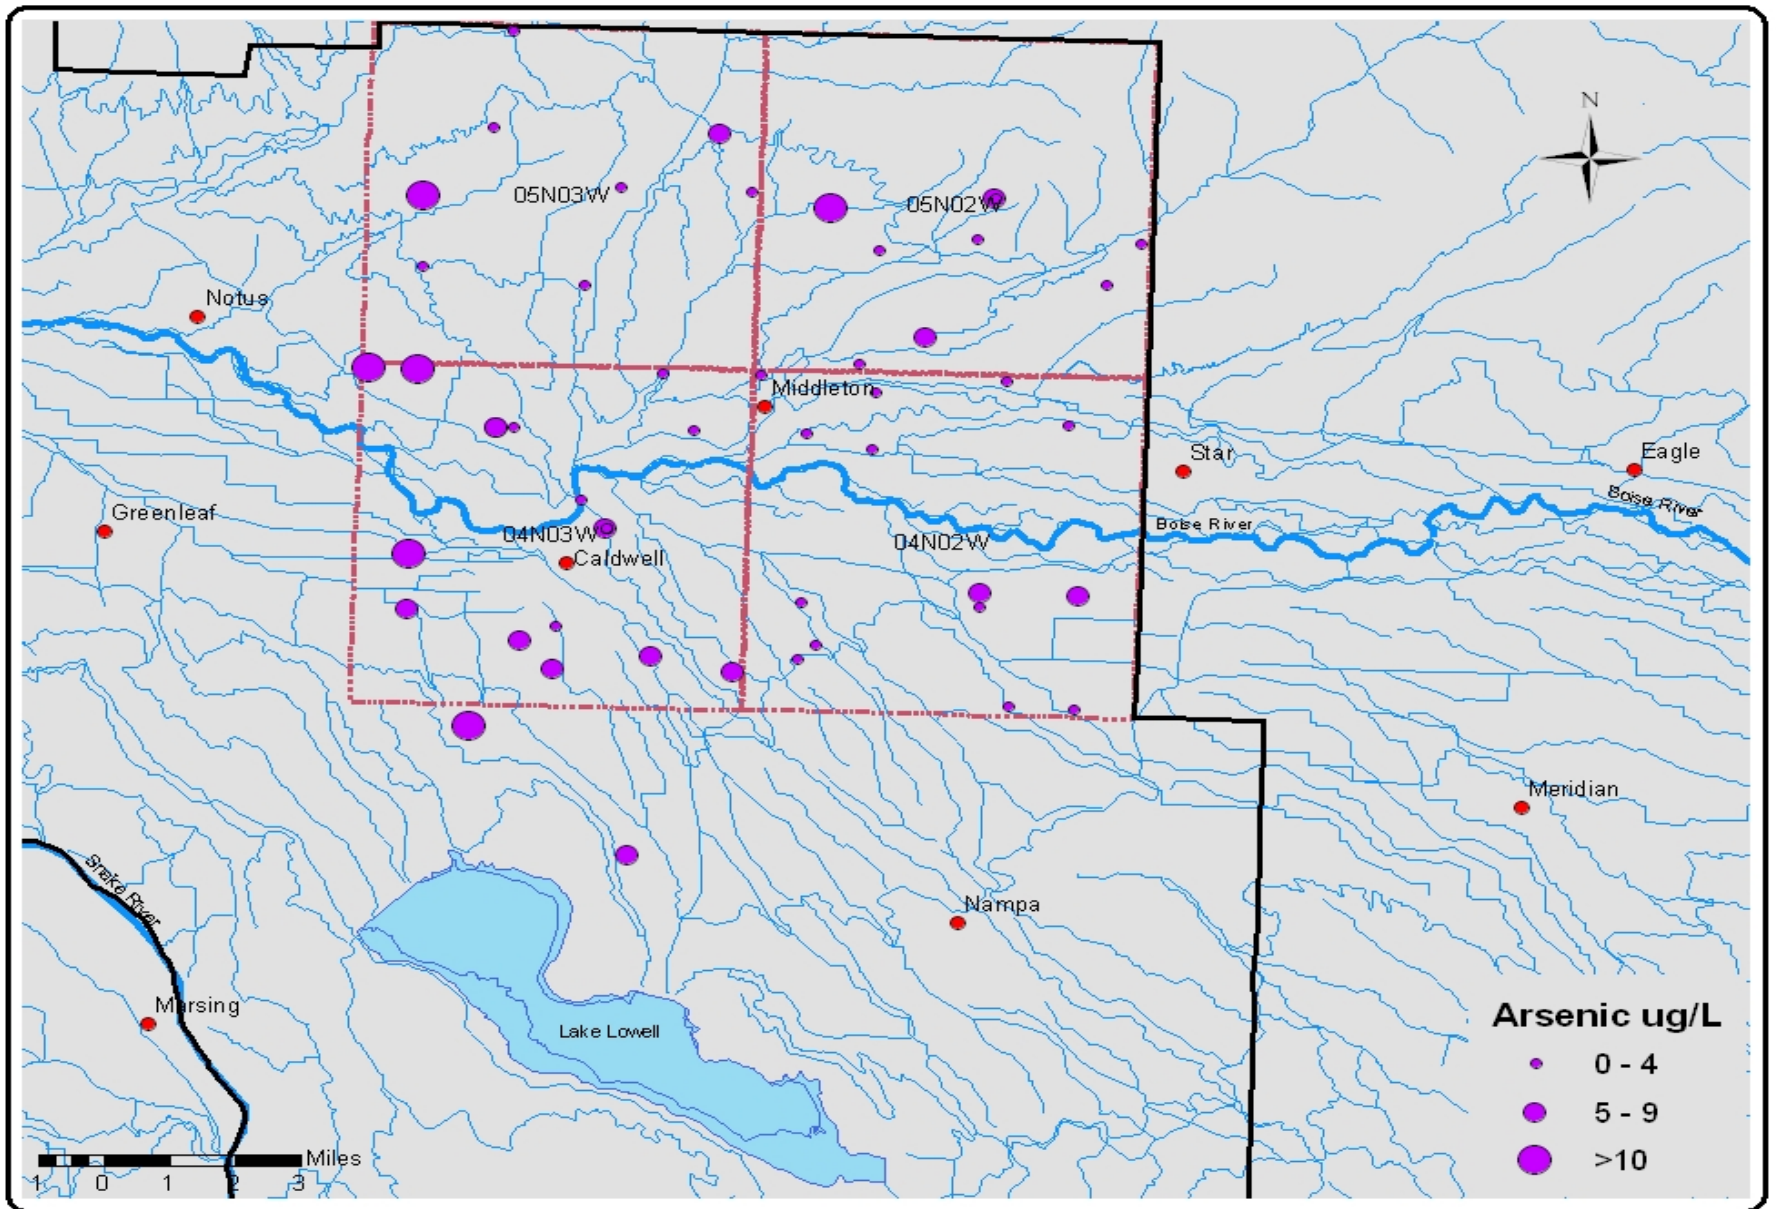 N
05N03W
05N02W
Notus
Middleton
Star
Eagle
Boise River
Greenleaf
Boise River
04N03W
04N02W
Caldwell
Meridian
Snake River
Nampa
Marsing
Lake Lowell
Arsenic ug/L
0 - 4
5 - 9
>10
Miles
1 0 1 2 3